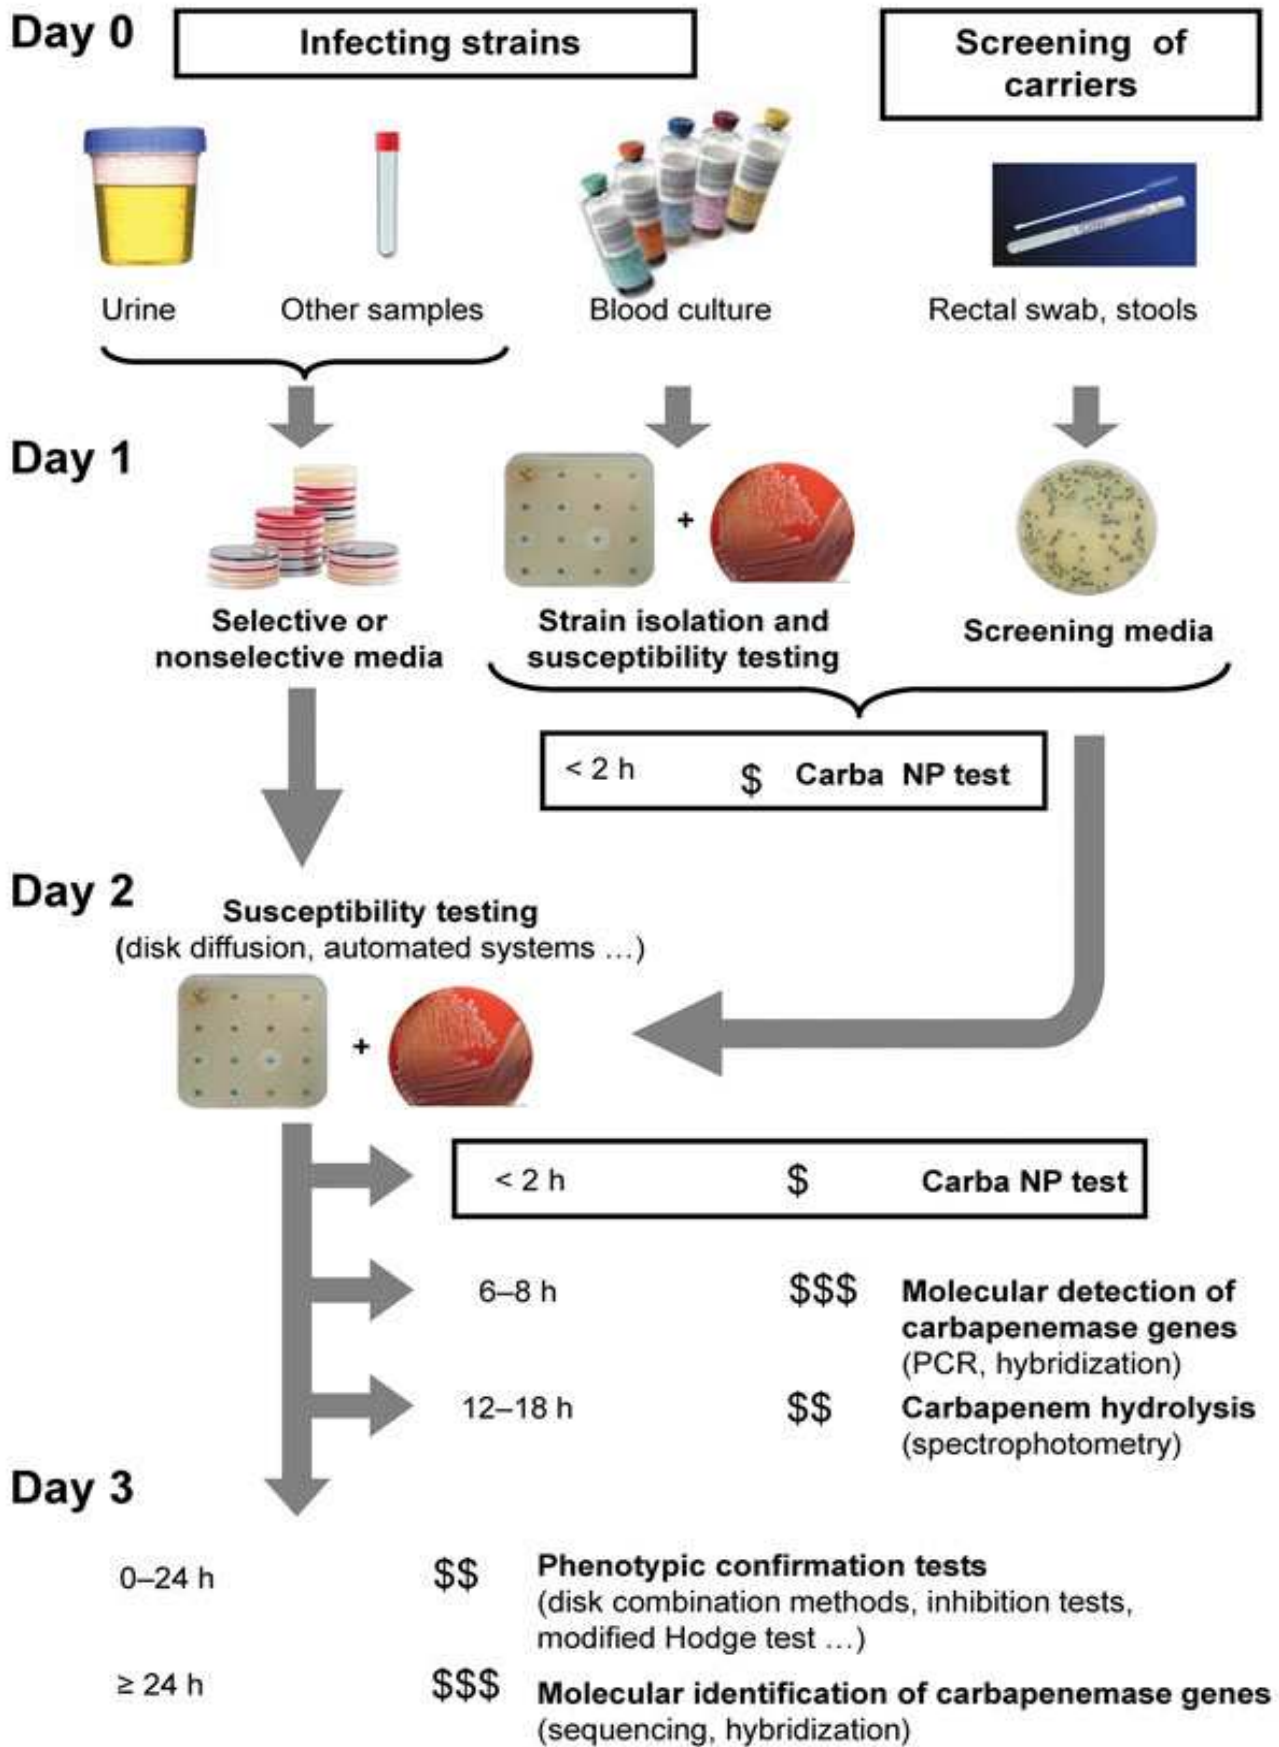 Day 0
Infecting strains
Screening of
carriers
Urine
Other samples
Blood culture
Rectal swab, stools
Day 1
+
Selective or
nonselective media
Strain isolation and
susceptibility testing
Screening media
< 2 h $ Carba NP test
Day 2
Susceptibility testing
(disk diffusion, automated systems ...)
+
< 2 h $ Carba NP test
6–8 h $$$ Molecular detection of
carbapenemase genes
(PCR, hybridization)
12–18 h $$ Carbapenem hydrolysis
(spectrophotometry)
Day 3
0–24 h $$ Phenotypic confirmation tests
(disk combination methods, inhibition tests,
modified Hodge test ...)
≥ 24 h $$$ Molecular identification of carbapenemase genes
(sequencing, hybridization)